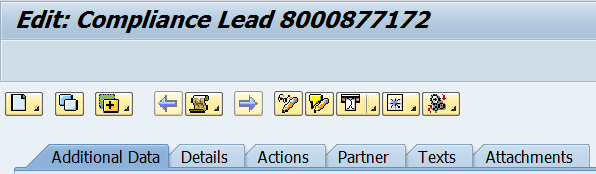 Edit: Compliance Lead 8000877172
Additional Data Details Actions Partner Texts Attachments